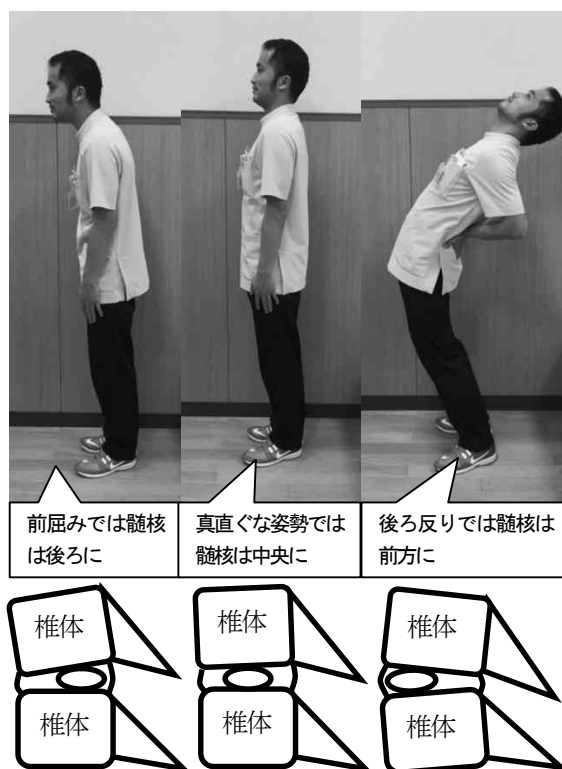 前屈みでは髄核
は後ろに
真直ぐな姿勢では
髄核は中央に
後ろ反りでは髄核は
前方に
椎体
椎体
椎体
椎体
椎体
椎体